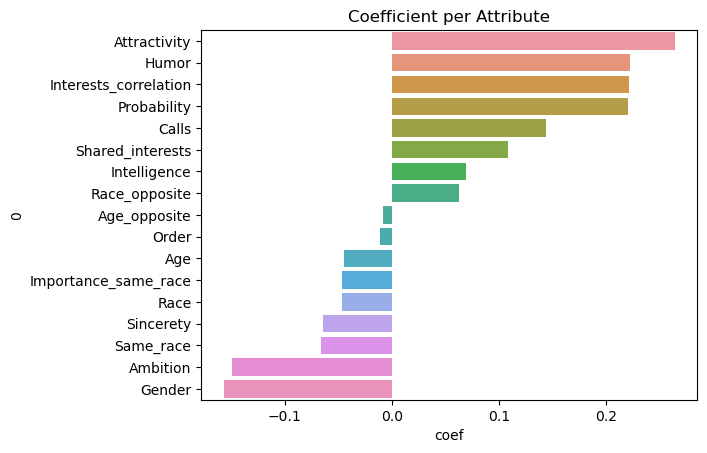 Coefficient per Attribute
Attractivity
Humor
Interests_correlation
Probability
Calls
Shared_interests
Intelligence
Race_opposite
Age_opposite
Order
Age
Importance_same_race
Race
Sincerety
Same_race
Ambition
Gender
0
−0.1 0.0 0.1 0.2
coef